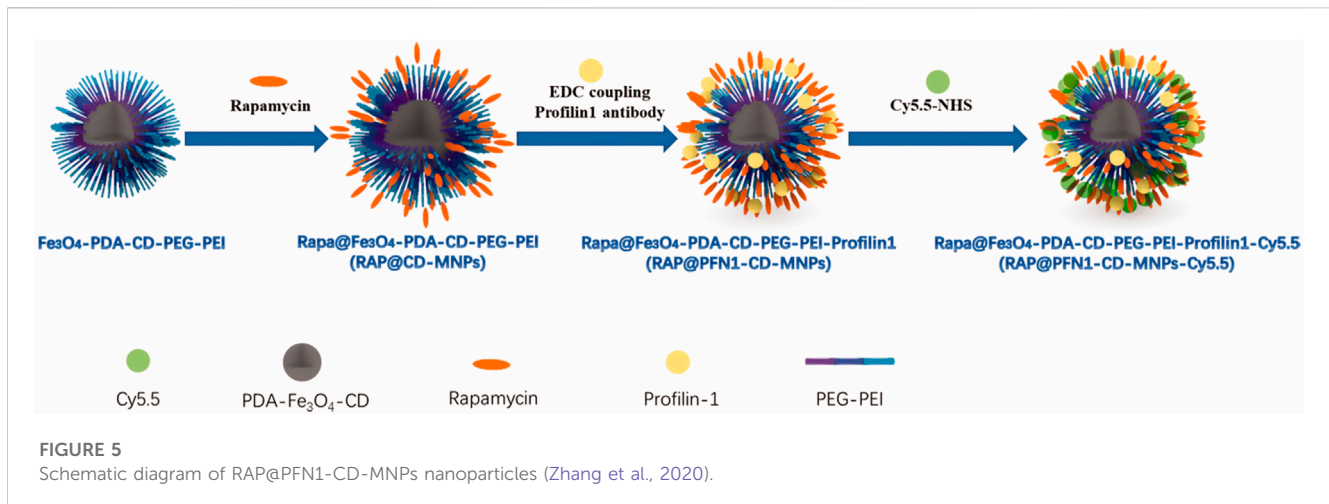 Rapamycin
EDC coupling
Profilin1 antibody
Cy5.5-NHS
Fe₃O₄-PDA-CD-PEG-PEI
Rapa@Fe₃O₄-PDA-CD-PEG-PEI
(RAP@CD-MNPs)
Rapa@Fe₃O₄-PDA-CD-PEG-PEI-Profilin1
(RAP@PFN1-CD-MNPs)
Rapa@Fe₃O₄-PDA-CD-PEG-PEI-Profilin1-Cy5.5
(RAP@PFN1-CD-MNPs-Cy5.5)
Cy5.5
PDA-Fe₃O₄-CD
Rapamycin
Profilin-1
PEG-PEI
FIGURE 5
Schematic diagram of RAP@PFN1-CD-MNPs nanoparticles (Zhang et al., 2020).